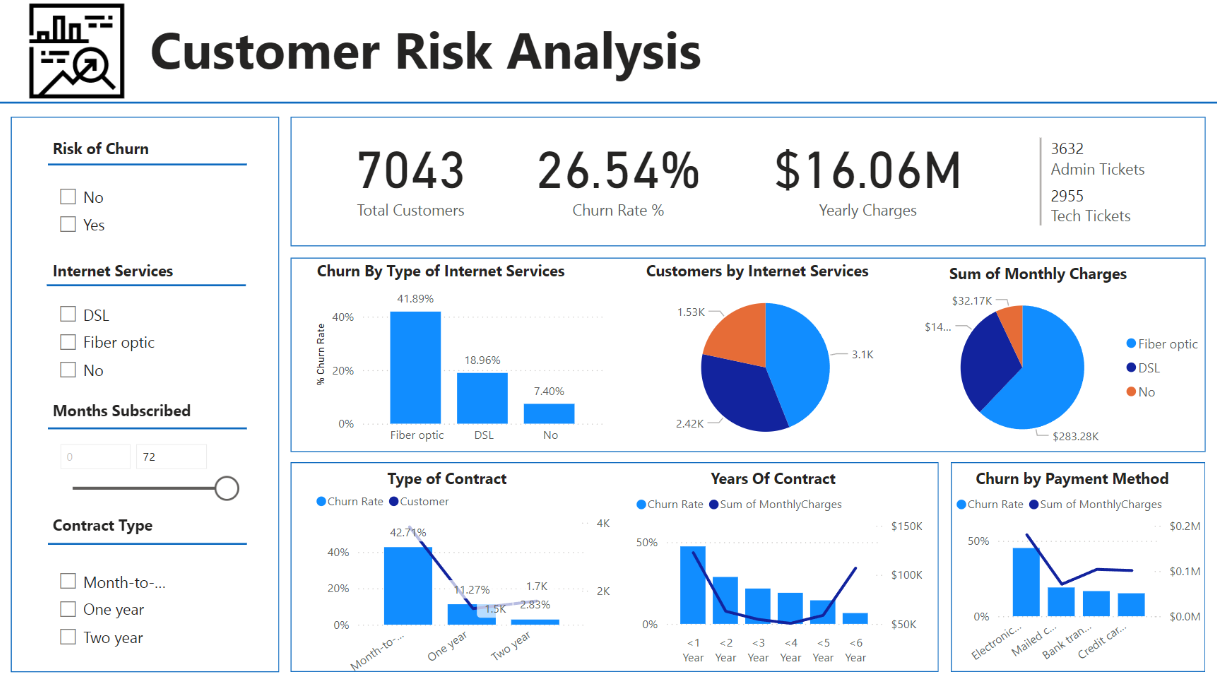 Customer Risk Analysis
Risk of Churn
No
Yes
Internet Services
DSL
Fiber optic
No
Months Subscribed
0
72
Contract Type
Month-to-...
One year
Two year
7043
Total Customers
26.54%
Churn Rate %
$16.06M
Yearly Charges
3632
Admin Tickets
2955
Tech Tickets
Churn By Type of Internet Services
% Churn Rate
40%
20%
0%
41.89%
18.96%
7.40%
Fiber optic
DSL
No
Customers by Internet Services
1.53K
3.1K
2.42K
Sum of Monthly Charges
$32.17K
$14...
$283.28K
Fiber optic
DSL
No
Type of Contract
Churn Rate
Customer
40%
20%
0%
42.71%
11.27%
1.5K
1.7K
2.83%
4K
2K
Month-to-...
One year
Two year
Years Of Contract
Churn Rate
Sum of MonthlyCharges
50%
0%
$150K
$100K
$50K
<1 Year
<2 Year
<3 Year
<4 Year
<5 Year
<6 Year
Churn by Payment Method
Churn Rate
Sum of MonthlyCharges
50%
0%
$0.2M
$0.1M
$0.0M
Electronic...
Mailed c...
Bank tran...
Credit car...